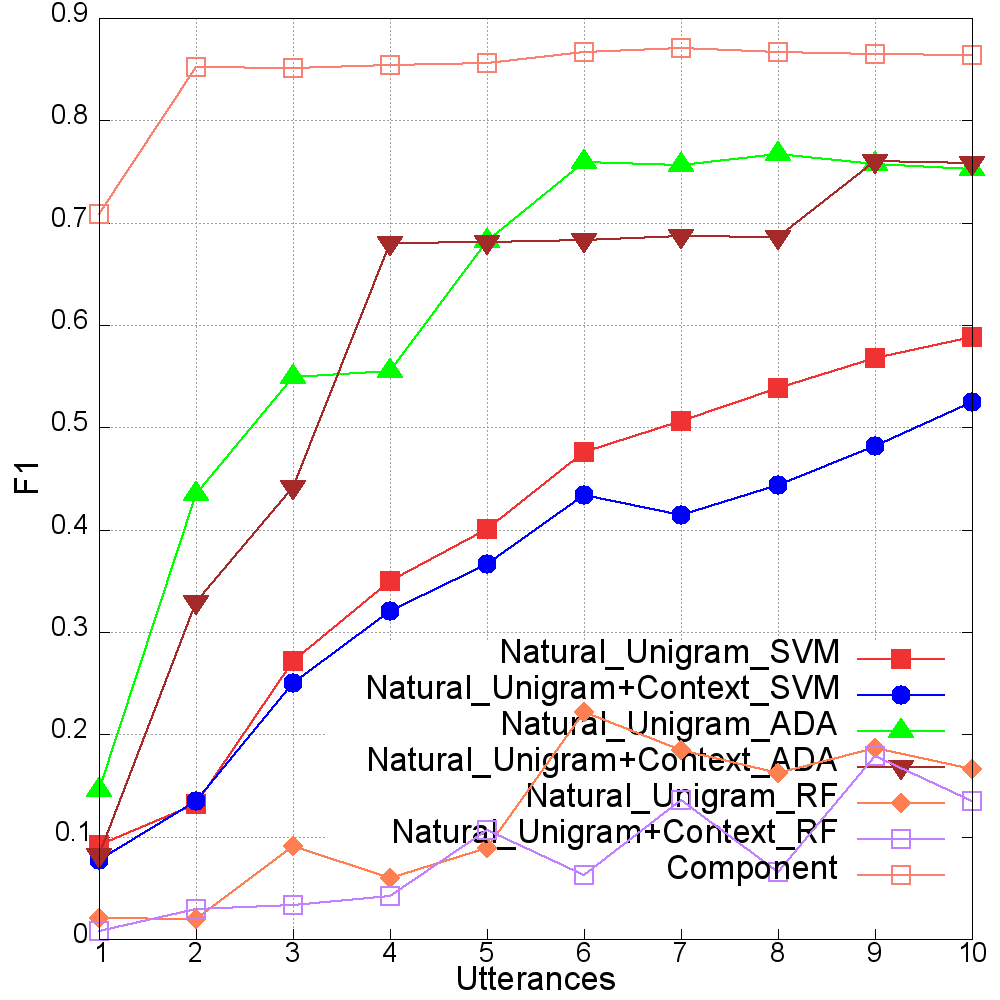 0.9
0.8
0.7
0.6
0.5
0.4
0.3
0.2
0.1
0
F1
Natural_Unigram_SVM
Natural_Unigram+Context_SVM
Natural_Unigram_ADA
Natural_Unigram+Context_ADA
Natural_Unigram_RF
Natural_Unigram+Context_RF
Component
1 2 3 4 5 6 7 8 9 10
Utterances